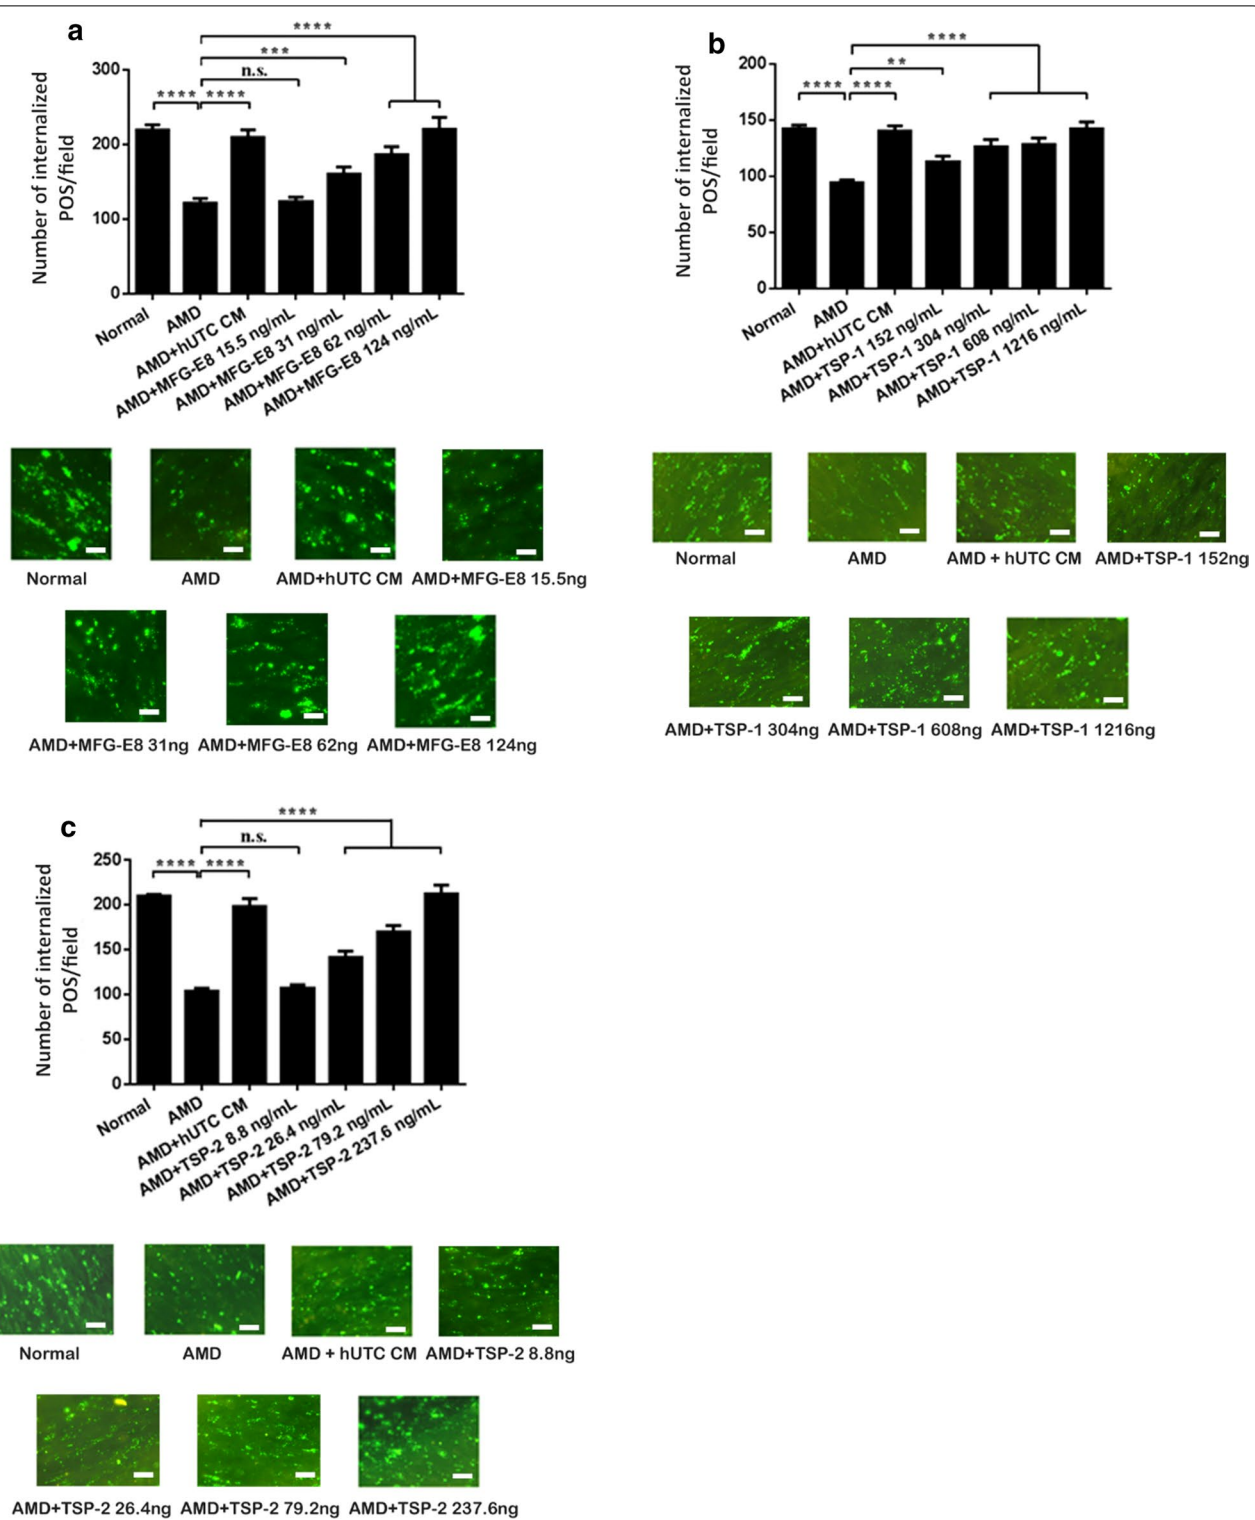 a
****
***
n.s.
**** ****
Number of internalized
POS/field
300
200
100
0
Normal
AMD
AMD+hUTC CM
AMD+MFG-E8 15.5 ng/mL
AMD+MFG-E8 31 ng/mL
AMD+MFG-E8 62 ng/mL
AMD+MFG-E8 124 ng/mL
Normal
AMD
AMD+hUTC CM
AMD+MFG-E8 15.5ng
AMD+MFG-E8 31ng
AMD+MFG-E8 62ng
AMD+MFG-E8 124ng
b
****
**
**** ****
Number of internalized
POS/field
200
150
100
50
0
Normal
AMD
AMD+hUTC CM
AMD+TSP-1 152 ng/mL
AMD+TSP-1 304 ng/mL
AMD+TSP-1 608 ng/mL
AMD+TSP-1 1216 ng/mL
Normal
AMD
AMD + hUTC CM
AMD+TSP-1 152ng
AMD+TSP-1 304ng
AMD+TSP-1 608ng
AMD+TSP-1 1216ng
c
****
n.s.
**** ****
Number of internalized
POS/field
250
200
150
100
50
0
Normal
AMD
AMD+hUTC CM
AMD+TSP-2 8.8 ng/mL
AMD+TSP-2 26.4 ng/mL
AMD+TSP-2 79.2 ng/mL
AMD+TSP-2 237.6 ng/mL
Normal
AMD
AMD + hUTC CM
AMD+TSP-2 8.8ng
AMD+TSP-2 26.4ng
AMD+TSP-2 79.2ng
AMD+TSP-2 237.6ng